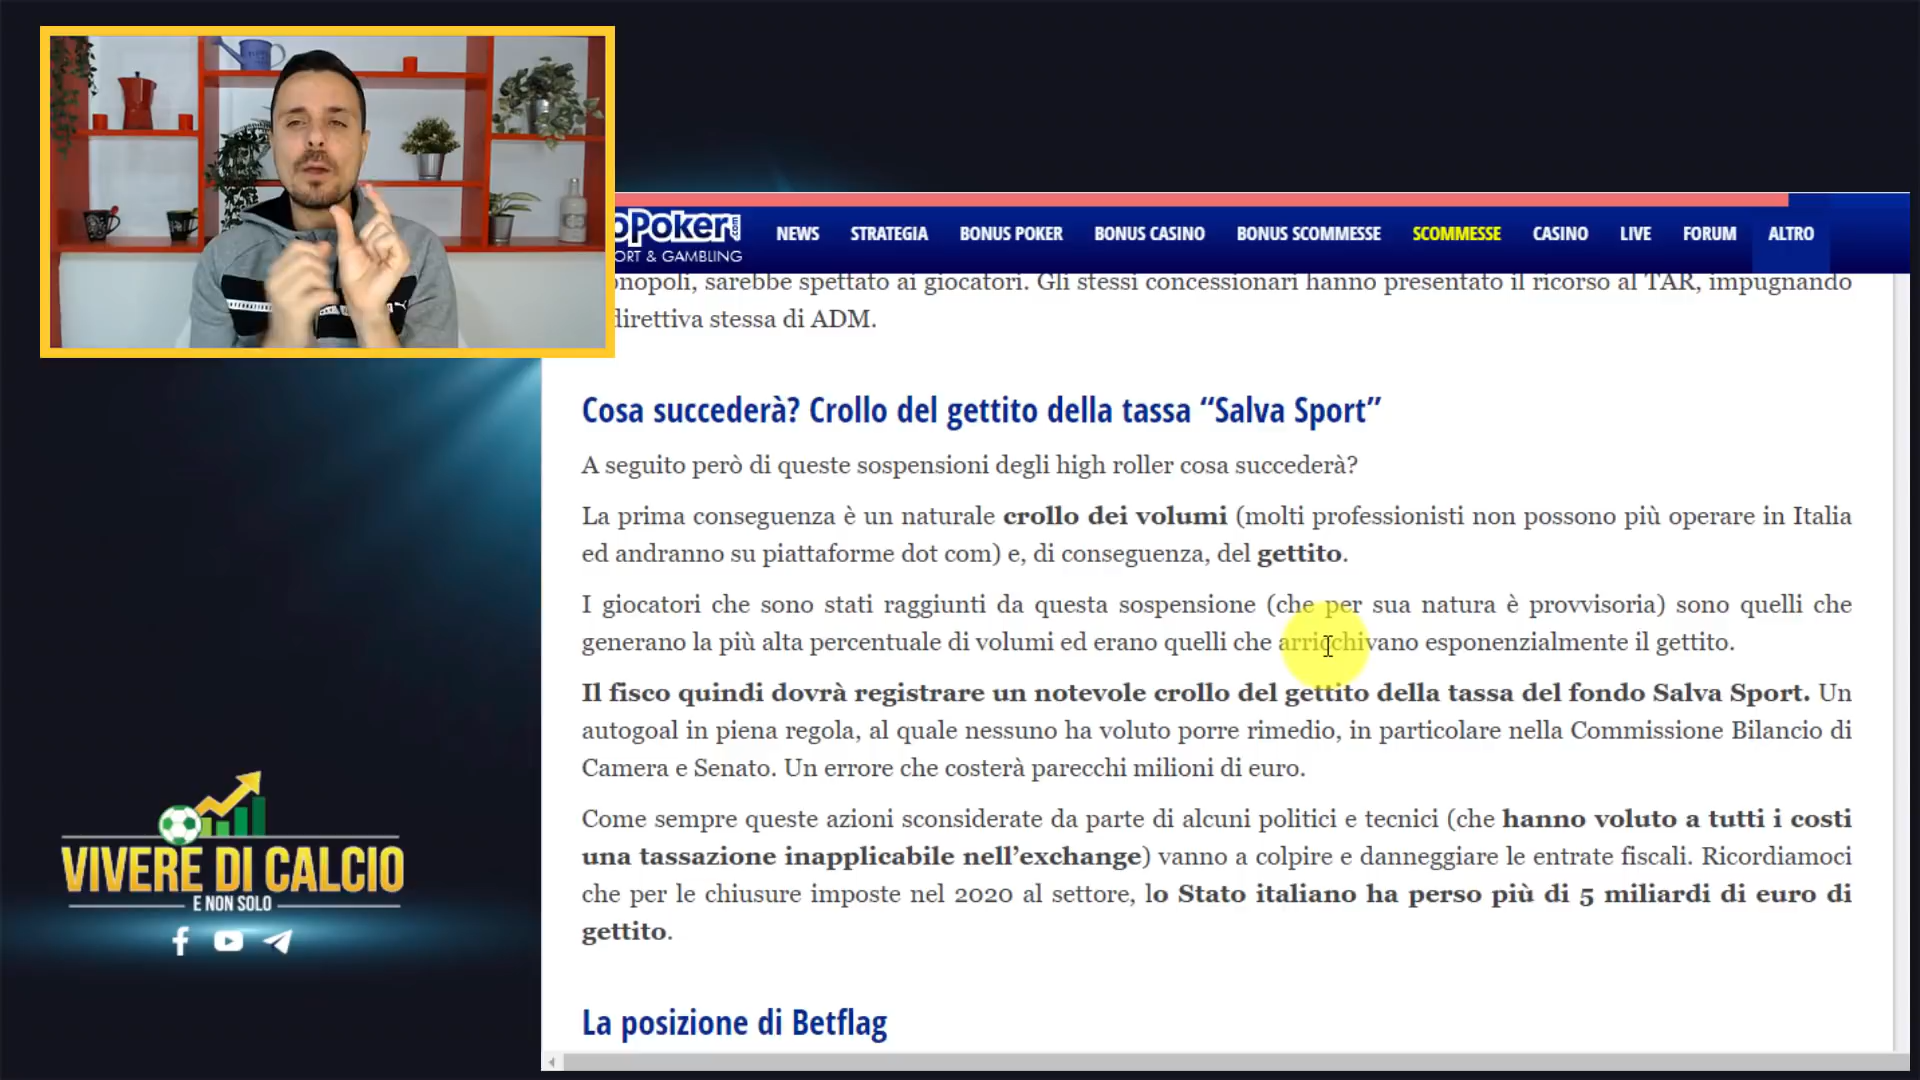 oPoker.com
ORT & GAMBLING
NEWS
STRATEGIA
BONUS POKER
BONUS CASINO
BONUS SCOMMESSE
SCOMMESSE
CASINO
LIVE
FORUM
ALTRO
onopoli, sarebbe spettato ai giocatori. Gli stessi concessionari hanno presentato il ricorso al TAR, impugnando
direttiva stessa di ADM.
Cosa succederà? Crollo del gettito della tassa “Salva Sport”
A seguito però di queste sospensioni degli high roller cosa succederà?
La prima conseguenza è un naturale crollo dei volumi (molti professionisti non possono più operare in Italia
ed andranno su piattaforme dot com) e, di conseguenza, del gettito.
I giocatori che sono stati raggiunti da questa sospensione (che per sua natura è provvisoria) sono quelli che
generano la più alta percentuale di volumi ed erano quelli che arricchivano esponenzialmente il gettito.
Il fisco quindi dovrà registrare un notevole crollo del gettito della tassa del fondo Salva Sport. Un
autogoal in piena regola, al quale nessuno ha voluto porre rimedio, in particolare nella Commissione Bilancio di
Camera e Senato. Un errore che costerà parecchi milioni di euro.
Come sempre queste azioni sconsiderate da parte di alcuni politici e tecnici (che hanno voluto a tutti i costi
una tassazione inapplicabile nell’exchange) vanno a colpire e danneggiare le entrate fiscali. Ricordiamoci
che per le chiusure imposte nel 2020 al settore, lo Stato italiano ha perso più di 5 miliardi di euro di
gettito.
La posizione di Betflag
VIVERE DI CALCIO
E NON SOLO